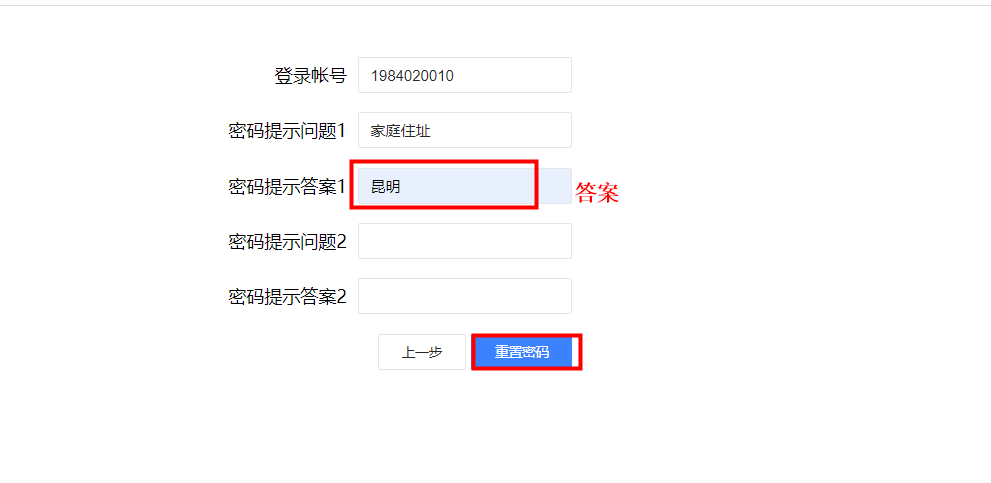 登录帐号 1984020010
密码提示问题1 家庭住址
密码提示答案1 昆明 答案
密码提示问题2
密码提示答案2
上一步 重置密码